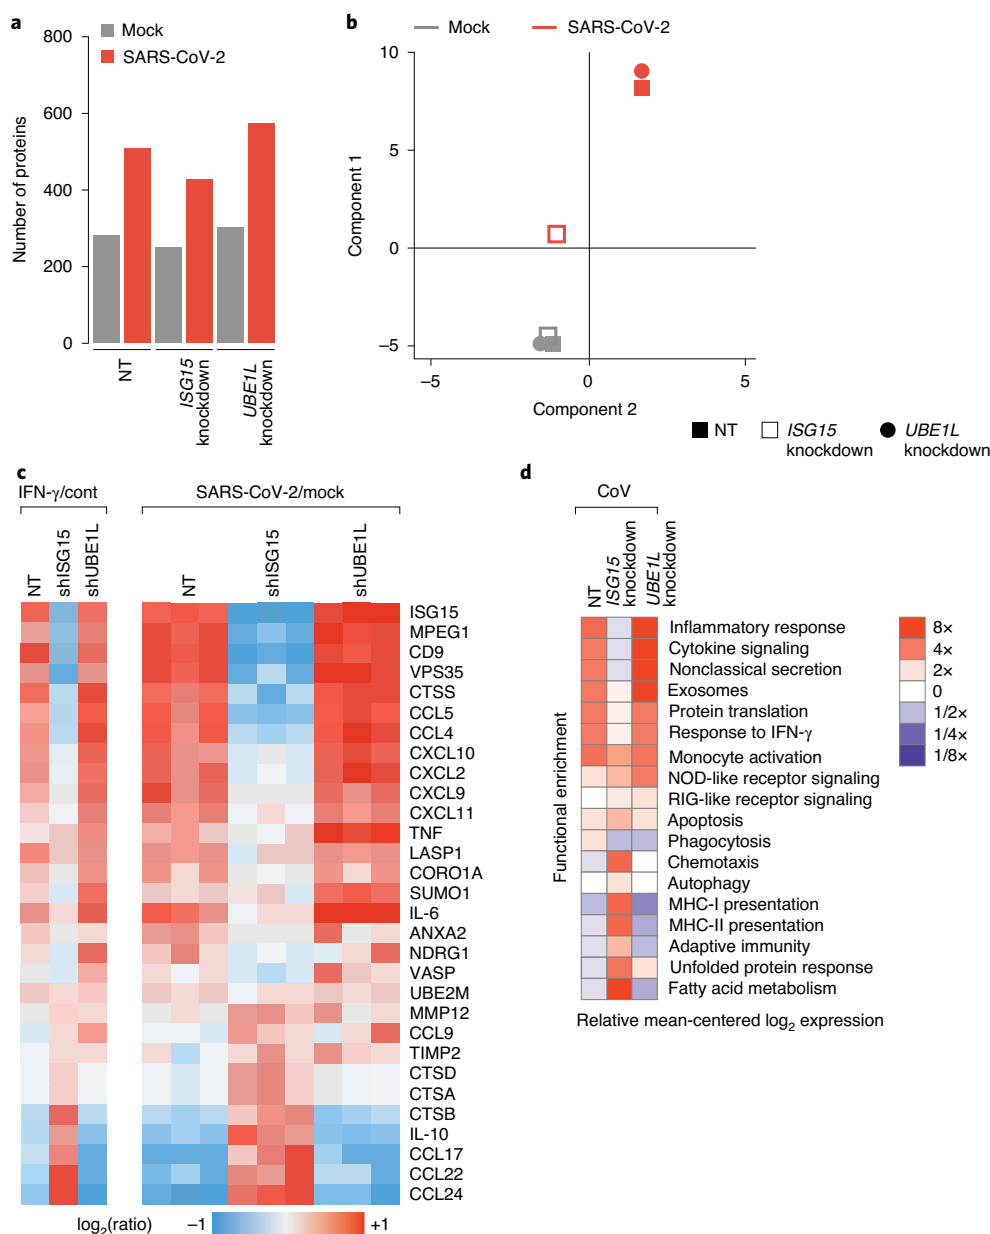 a
Mock
SARS-CoV-2
800
600
400
200
0
Number of proteins
NT
ISG15
knockdown
UBE1L
knockdown
b
Mock
SARS-CoV-2
10
5
0
−5
Component 1
−5
0
5
Component 2
NT
ISG15
knockdown
UBE1L
knockdown
c
IFN-γ/cont
SARS-CoV-2/mock
NT
shISG15
shUBE1L
NT
shISG15
shUBE1L
ISG15
MPEG1
CD9
VPS35
CTSS
CCL5
CCL4
CXCL10
CXCL2
CXCL9
CXCL11
TNF
LASP1
CORO1A
SUMO1
IL-6
ANXA2
NDRG1
VASP
UBE2M
MMP12
CCL9
TIMP2
CTSD
CTSA
CTSB
IL-10
CCL17
CCL22
CCL24
log2(ratio)
−1
+1
d
CoV
NT
ISG15
knockdown
UBE1L
knockdown
Functional enrichment
Inflammatory response
Cytokine signaling
Nonclassical secretion
Exosomes
Protein translation
Response to IFN-γ
Monocyte activation
NOD-like receptor signaling
RIG-like receptor signaling
Apoptosis
Phagocytosis
Chemotaxis
Autophagy
MHC-I presentation
MHC-II presentation
Adaptive immunity
Unfolded protein response
Fatty acid metabolism
8×
4×
2×
0
1/2×
1/4×
1/8×
Relative mean-centered log2 expression